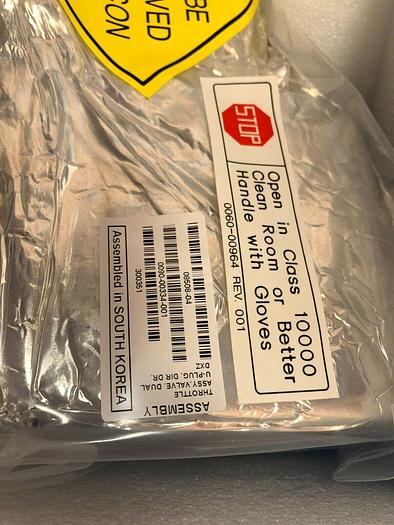 BE
VED
CON
STOP
Open in Class 10000
Clean Room or Better
Handle with Gloves
0060-00964 REV. 001
ASSEMBLY
THROTTLE
ASSY,VALVE DUAL
U-PLUG, DIR DR.
DXZ
08508-04
0090-00334-001
300351
Assembled in SOUTH KOREA